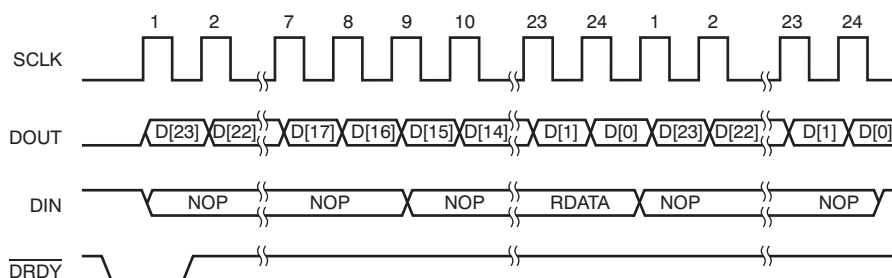 1 2 7 8 9 10 23 24 1 2 23 24
SCLK
DOUT D[23] D[22] D[17] D[16] D[15] D[14] D[1] D[0] D[23] D[22] D[1] D[0]
DIN NOP NOP NOP RDATA NOP NOP
DRDY